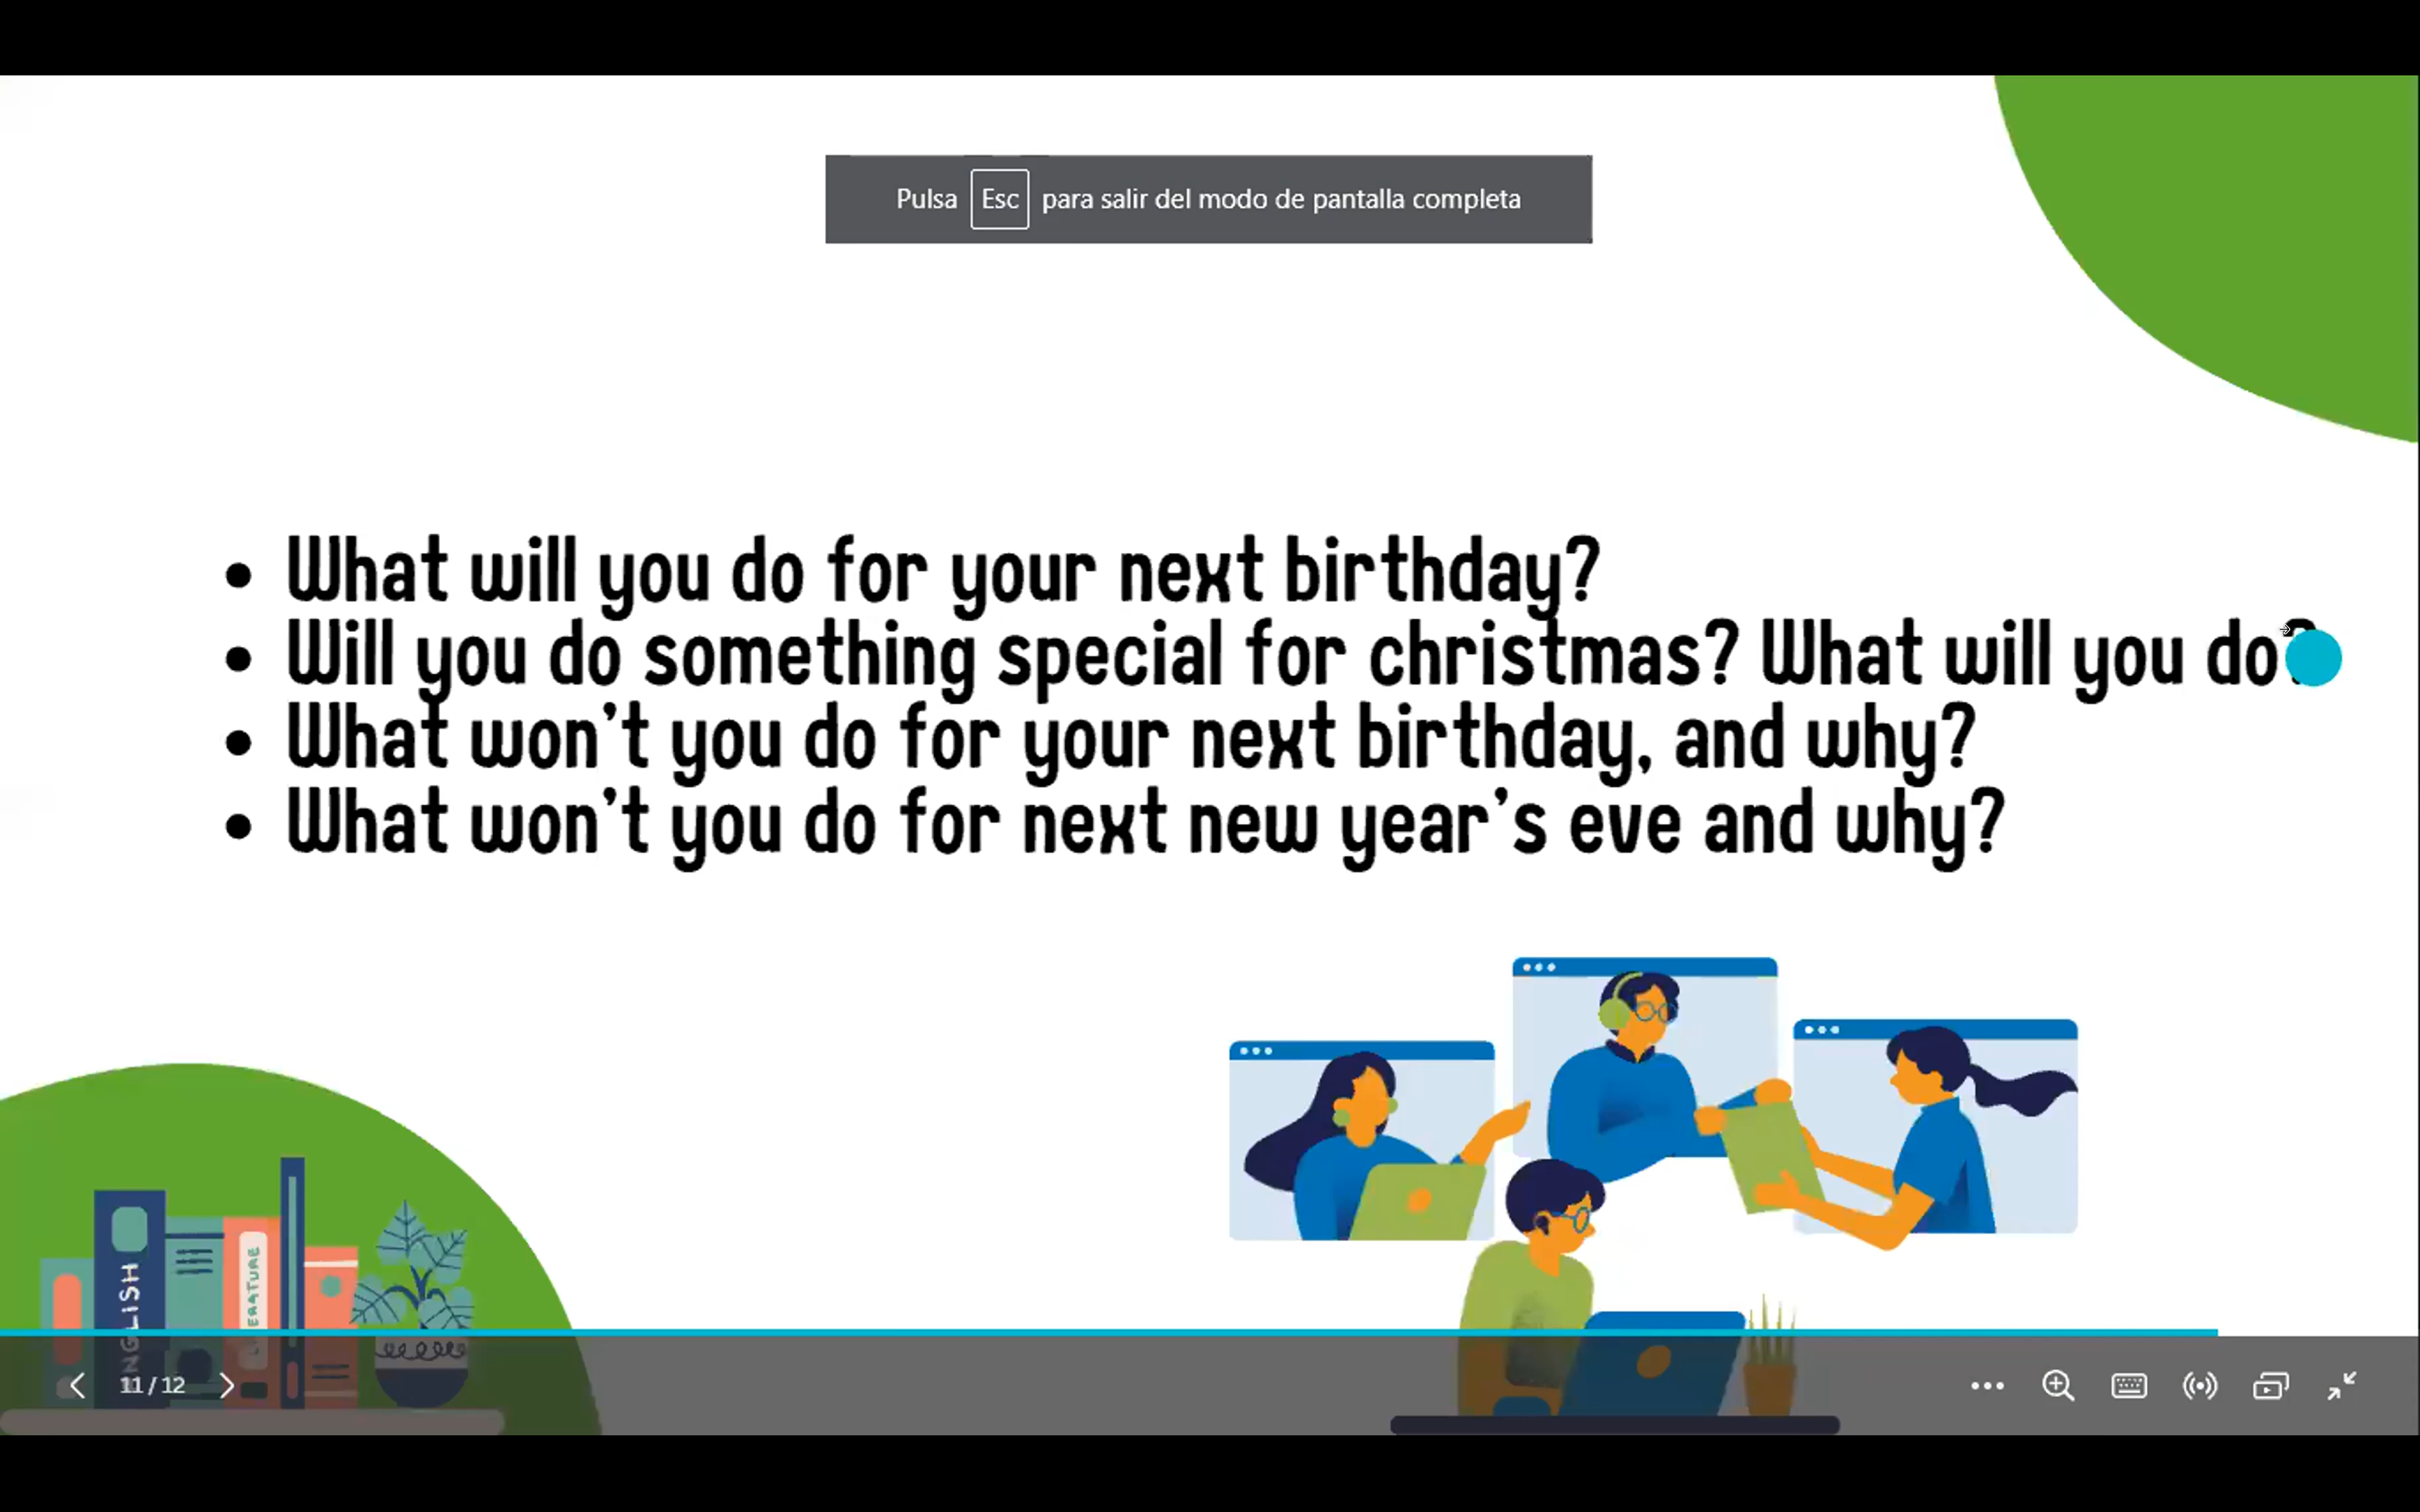 Pulsa Esc para salir del modo de pantalla completa
• What will you do for your next birthday?
• Will you do something special for christmas? What will you do?
• What won't you do for your next birthday, and why?
• What won't you do for next new year's eve and why?
NGLISH
ERATURE
11 / 12